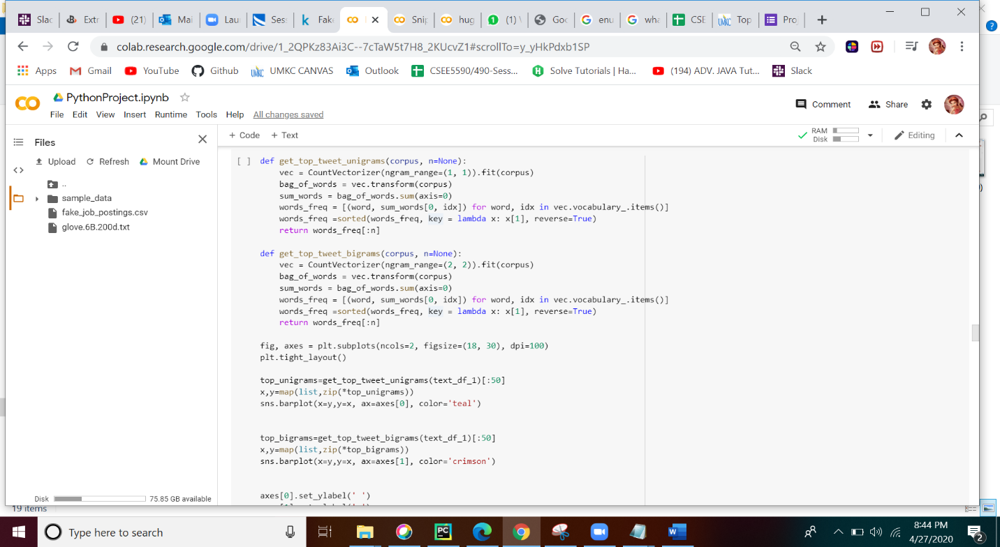 Slac
Extr
(21)
Mai
Lau
Ses
Fak
Snip
hug
(1) \
Goc
enu
wha
CSE
Top
Pro
colab.research.google.com/drive/1_2QPKz83Ai3C--7cTaW5t7H8_2KUcvZ1#scrollTo=y_yHkPdxb1SP
Apps Gmail YouTube Github UMKC CANVAS Outlook CSEE5590/490-Sess... Solve Tutorials | Ha... (194) ADV. JAVA Tut... Slack
PythonProject.ipynb
File Edit View Insert Runtime Tools Help All changes saved
Comment Share
Files
+ Code + Text
RAM
Disk
Editing
Upload Refresh Mount Drive
..
sample_data
fake_job_postings.csv
glove.6B.200d.txt
[ ] def get_top_tweet_unigrams(corpus, n=None):
vec = CountVectorizer(ngram_range=(1, 1)).fit(corpus)
bag_of_words = vec.transform(corpus)
sum_words = bag_of_words.sum(axis=0)
words_freq = [(word, sum_words[0, idx]) for word, idx in vec.vocabulary_.items()]
words_freq =sorted(words_freq, key = lambda x: x[1], reverse=True)
return words_freq[:n]
def get_top_tweet_bigrams(corpus, n=None):
vec = CountVectorizer(ngram_range=(2, 2)).fit(corpus)
bag_of_words = vec.transform(corpus)
sum_words = bag_of_words.sum(axis=0)
words_freq = [(word, sum_words[0, idx]) for word, idx in vec.vocabulary_.items()]
words_freq =sorted(words_freq, key = lambda x: x[1], reverse=True)
return words_freq[:n]
fig, axes = plt.subplots(ncols=2, figsize=(18, 30), dpi=100)
plt.tight_layout()
top_unigrams=get_top_tweet_unigrams(text_df_1)[:50]
x,y=map(list,zip(*top_unigrams))
sns.barplot(x=y,y=x, ax=axes[0], color='teal')
top_bigrams=get_top_tweet_bigrams(text_df_1)[:50]
x,y=map(list,zip(*top_bigrams))
sns.barplot(x=y,y=x, ax=axes[1], color='crimson')
axes[0].set_ylabel(' ')
Disk 75.85 GB available
19 items
Type here to search
8:44 PM
4/27/2020
2